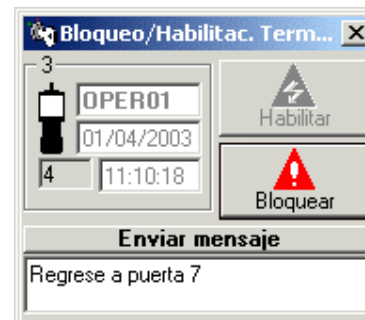 Bloqueo/Habilitac. Term...
3
OPER01
01/04/2003
4
11:10:18
Habilitar
Bloquear
Enviar mensaje
Regrese a puerta 7